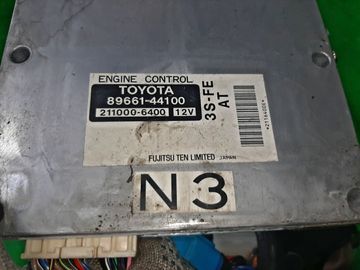 ENGINE CONTROL
TOYOTA
89661-44100
211000-6400 12V
3S-FE
AT
FUJITSU TEN LIMITED JAPAN
N3